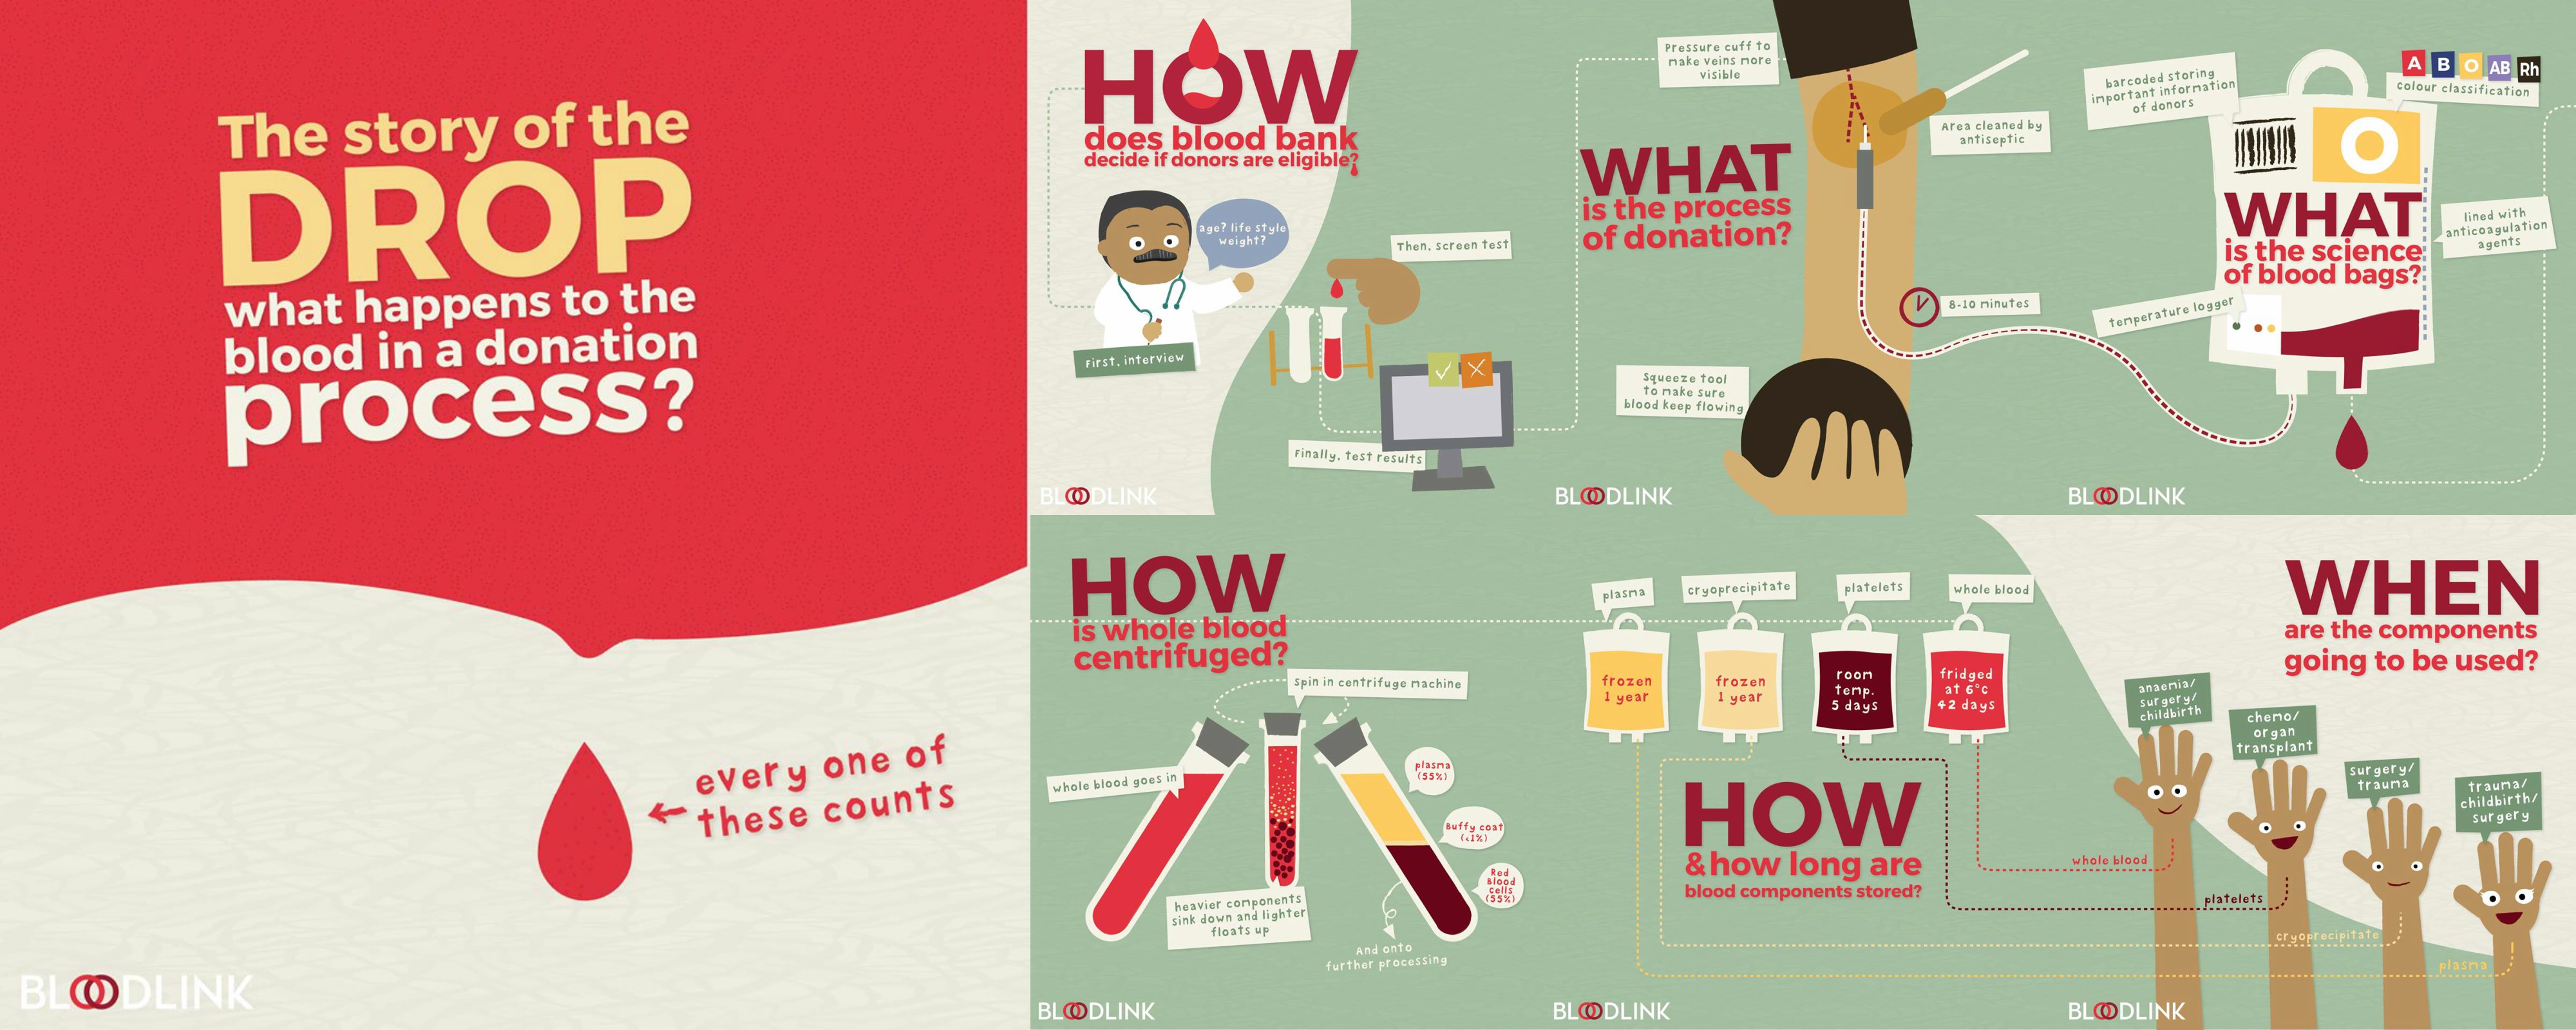 The story of the
DROP
what happens to the
blood in a donation
process?
every one of
these counts
BLOODLINK
HOW
does blood bank
decide if donors are eligible?
age? life style
weight?
First, interview
Then, screen test
Finally, test results
BLOODLINK
Pressure cuff to
make veins more
visible
WHAT
is the process
of donation?
Area cleaned by
antiseptic
8-10 minutes
Squeeze tool
to make sure
blood keep flowing
BLOODLINK
barcoded storing
important information
of donors
A B O AB Rh
colour classification
O
WHAT
is the science
of blood bags?
lined with
anticoagulation
agents
temperature logger
BLOODLINK
HOW
is whole blood
centrifuged?
spin in centrifuge machine
whole blood goes in
plasma
(55%)
Buffy coat
(<1%)
Red
Blood
cells
(55%)
heavier components
sink down and lighter
floats up
And onto
further processing
BLOODLINK
plasma
cryoprecipitate
platelets
whole blood
frozen
1 year
frozen
1 year
room
temp.
5 days
fridged
at 6°c
42 days
HOW
& how long are
blood components stored?
BLOODLINK
WHEN
are the components
going to be used?
anaemia/
surgery/
childbirth
chemo/
organ
transplant
surgery/
trauma
trauma/
childbirth/
surgery
whole blood
platelets
cryoprecipitate
plasma
BLOODLINK